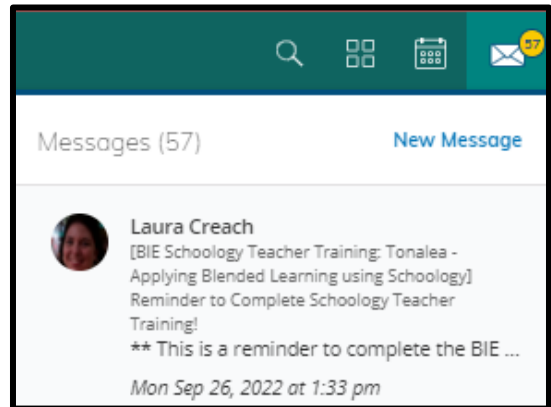 57
Messages (57) New Message
Laura Creach
[BIE Schoology Teacher Training: Tonalea -
Applying Blended Learning using Schoology]
Reminder to Complete Schoology Teacher
Training!
** This is a reminder to complete the BIE ...
Mon Sep 26, 2022 at 1:33 pm